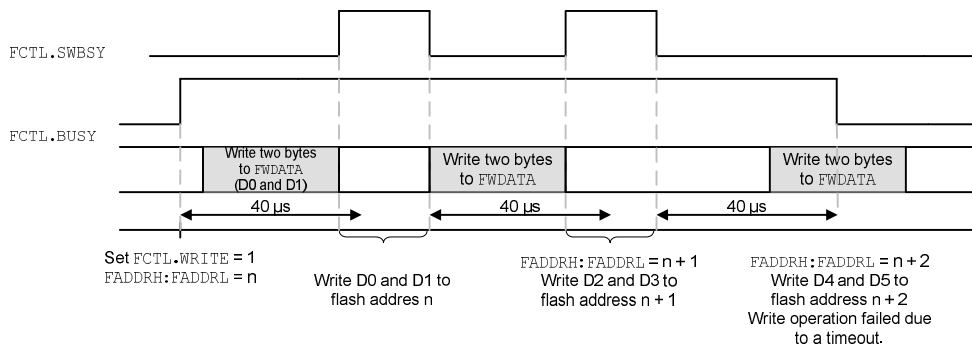 FCTL.SWBSY
FCTL.BUSY
Write two bytes
to FWDATA
(D0 and D1)
Write two bytes
to FWDATA
Write two bytes
to FWDATA
40 µs
40 µs
40 µs
Set FCTL.WRITE = 1
FADDRH:FADDRL = n
Write D0 and D1 to
flash addres n
FADDRH:FADDRL = n + 1
Write D2 and D3 to
flash address n + 1
FADDRH:FADDRL = n + 2
Write D4 and D5 to
flash address n + 2
Write operation failed due
to a timeout.